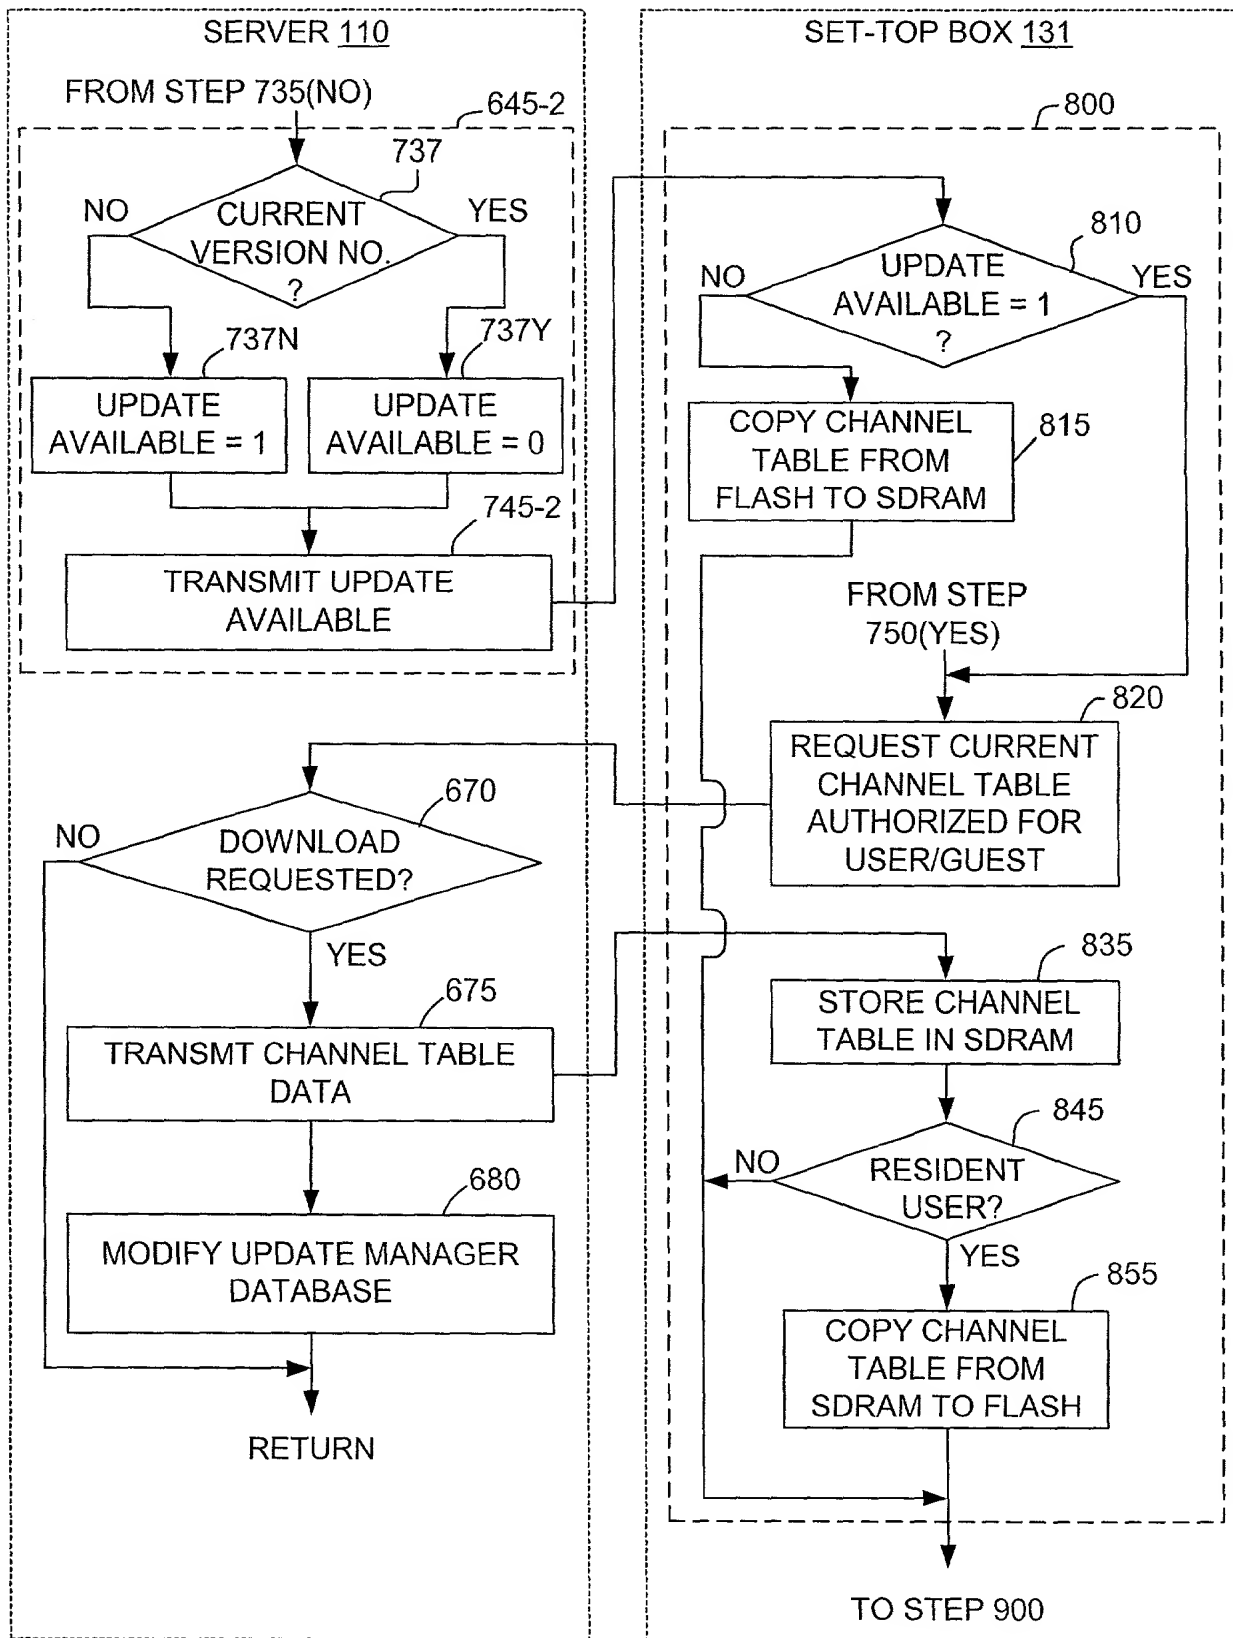 SERVER 110
FROM STEP 735(NO)
645-2
737
NO
YES
CURRENT
VERSION NO.
?
737N
737Y
UPDATE
AVAILABLE = 1
UPDATE
AVAILABLE = 0
745-2
TRANSMIT UPDATE
AVAILABLE
670
NO
DOWNLOAD
REQUESTED?
YES
675
TRANSMT CHANNEL TABLE
DATA
680
MODIFY UPDATE MANAGER
DATABASE
RETURN
SET-TOP BOX 131
800
810
NO
YES
UPDATE
AVAILABLE = 1
?
COPY CHANNEL
TABLE FROM
FLASH TO SDRAM
815
FROM STEP
750(YES)
820
REQUEST CURRENT
CHANNEL TABLE
AUTHORIZED FOR
USER/GUEST
835
STORE CHANNEL
TABLE IN SDRAM
845
NO
RESIDENT
USER?
YES
855
COPY CHANNEL
TABLE FROM
SDRAM TO FLASH
TO STEP 900